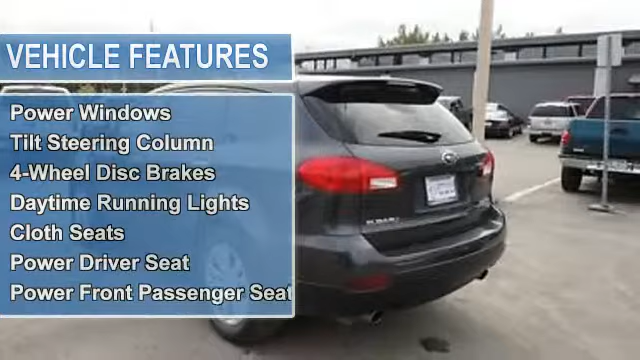 VEHICLE FEATURES
Power Windows
Tilt Steering Column
4-Wheel Disc Brakes
Daytime Running Lights
Cloth Seats
Power Driver Seat
Power Front Passenger Seat
SUBARU